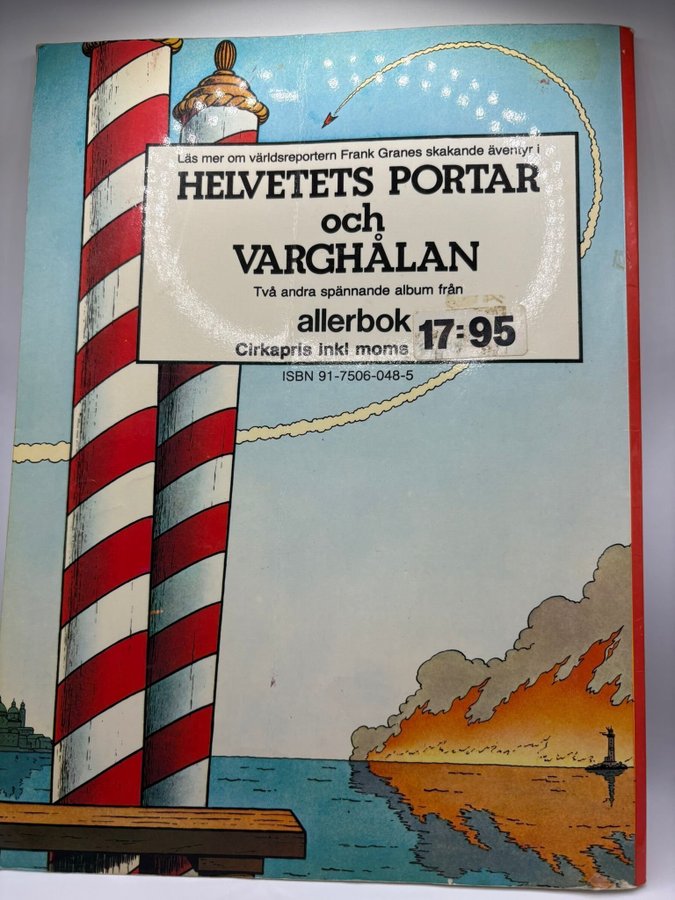 Läs mer om världsreportern Frank Granes skakande äventyr i
HELVETETS PORTAR
och
VARGHÅLAN
Två andra spännande album från
allerbok
Cirkapris inkl moms 17:95
ISBN 91-7506-048-5